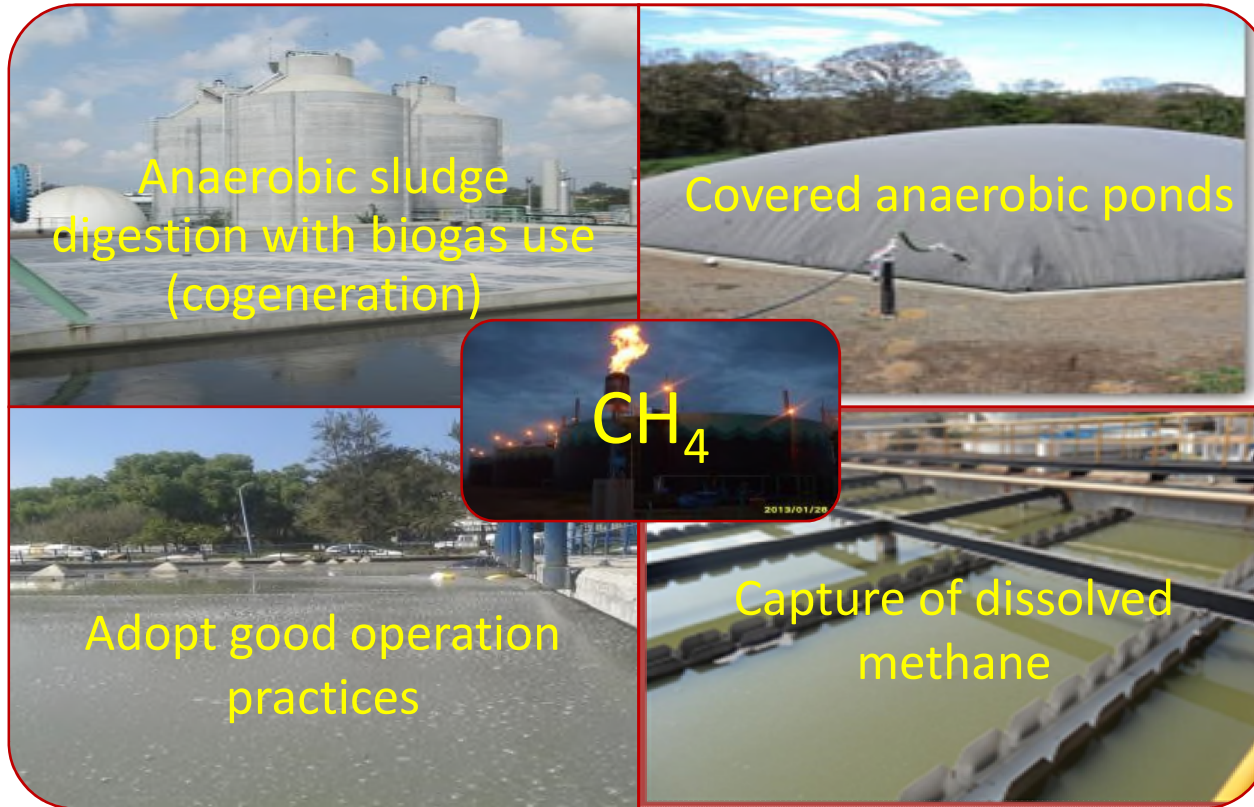 Anaerobic sludge
digestion with biogas use
(cogeneration)
Covered anaerobic ponds
CH₄
2013/01/28
Adopt good operation
practices
Capture of dissolved
methane